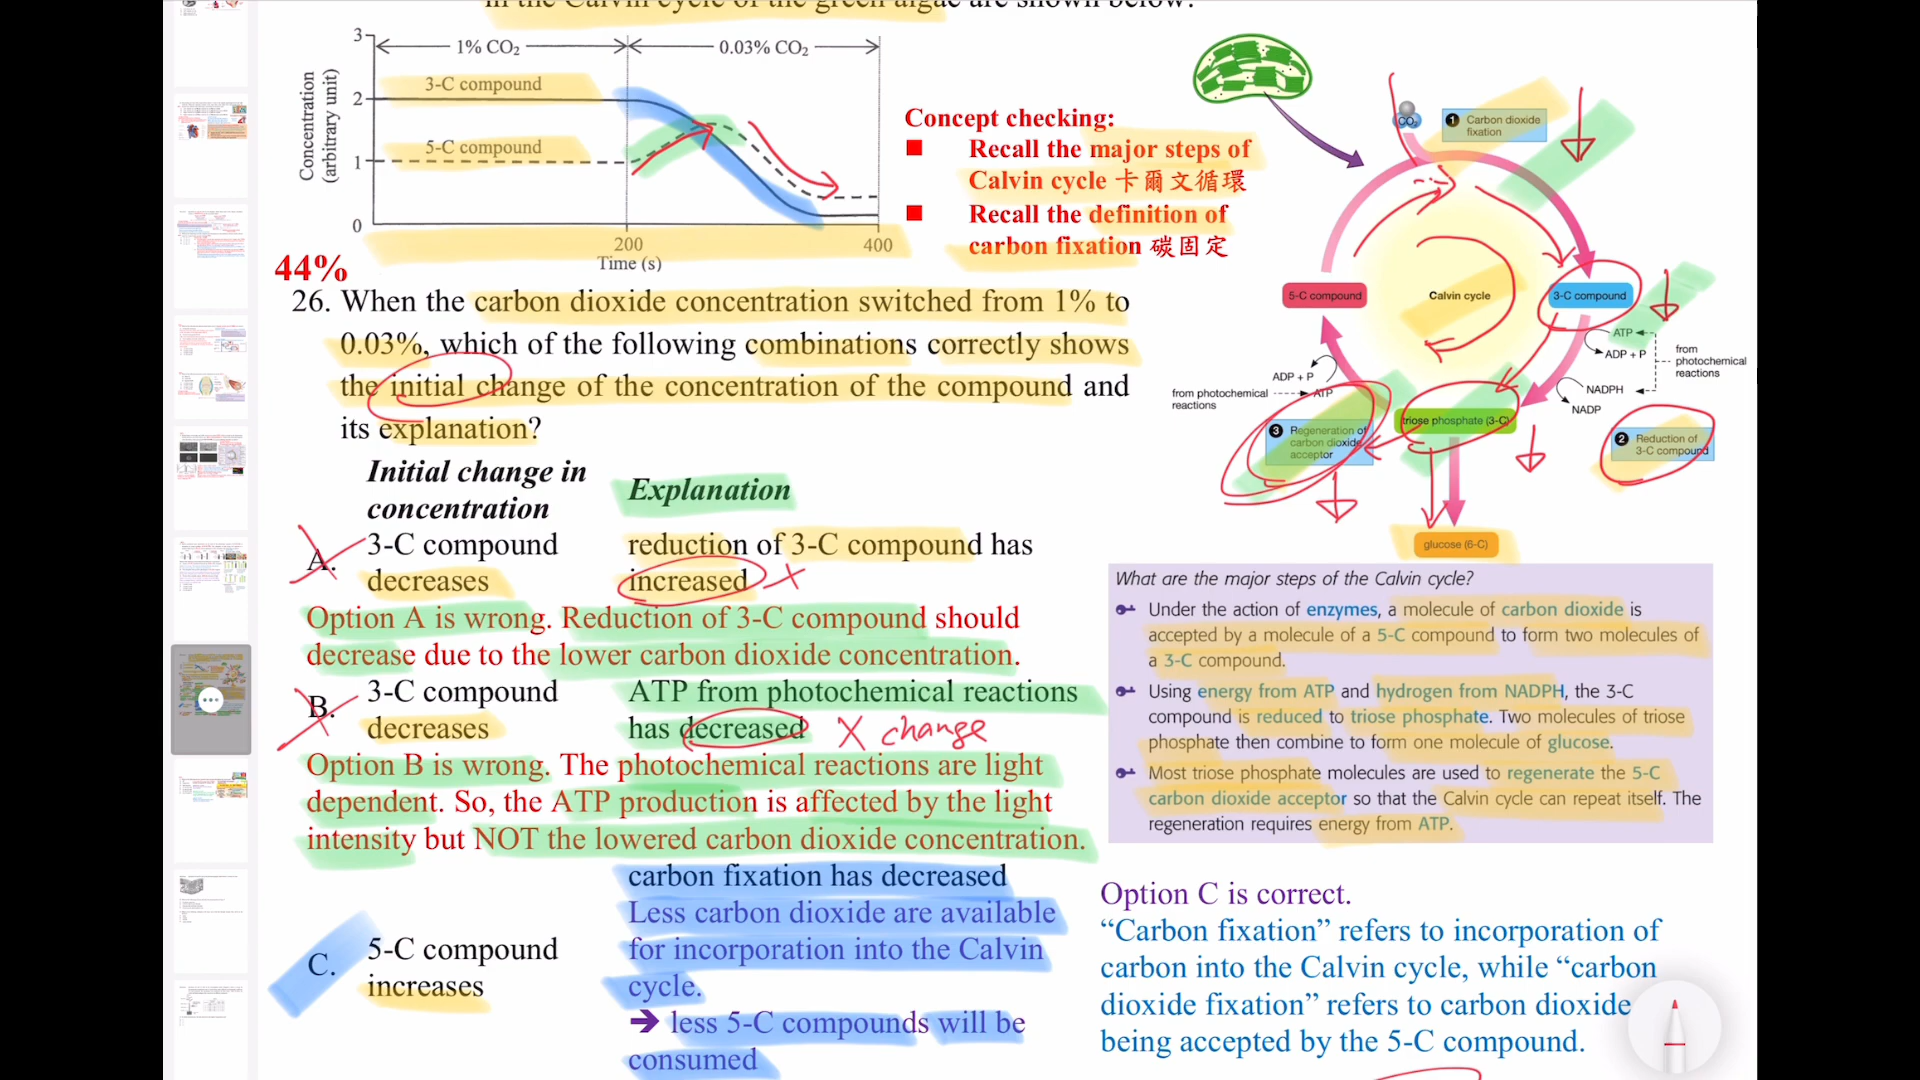 in the Calvin cycle of the green algae are shown below.
Concentration
(arbitrary unit)
3
2
1
0
1% CO₂
0.03% CO₂
3-C compound
5-C compound
200
400
Time (s)
Concept checking:
■ Recall the major steps of
Calvin cycle 卡爾文循環
■ Recall the definition of
carbon fixation 碳固定
44%
26. When the carbon dioxide concentration switched from 1% to
0.03%, which of the following combinations correctly shows
the initial change of the concentration of the compound and
its explanation?
Initial change in
concentration
Explanation
A.
3-C compound
decreases
reduction of 3-C compound has
increased
X
Option A is wrong. Reduction of 3-C compound should
decrease due to the lower carbon dioxide concentration.
B.
3-C compound
decreases
ATP from photochemical reactions
has decreased
X change
Option B is wrong. The photochemical reactions are light
dependent. So, the ATP production is affected by the light
intensity but NOT the lowered carbon dioxide concentration.
C.
5-C compound
increases
carbon fixation has decreased
Less carbon dioxide are available
for incorporation into the Calvin
cycle.
➔ less 5-C compounds will be
consumed
CO₂
1 Carbon dioxide
fixation
5-C compound
Calvin cycle
3-C compound
ATP
ADP + P
from
photochemical
reactions
NADPH
NADP
ADP + P
from photochemical
reactions
ATP
3 Regeneration of
carbon dioxide
acceptor
triose phosphate (3-C)
2 Reduction of
3-C compound
glucose (6-C)
What are the major steps of the Calvin cycle?
Under the action of enzymes, a molecule of carbon dioxide is
accepted by a molecule of a 5-C compound to form two molecules of
a 3-C compound.
Using energy from ATP and hydrogen from NADPH, the 3-C
compound is reduced to triose phosphate. Two molecules of triose
phosphate then combine to form one molecule of glucose.
Most triose phosphate molecules are used to regenerate the 5-C
carbon dioxide acceptor so that the Calvin cycle can repeat itself. The
regeneration requires energy from ATP.
Option C is correct.
“Carbon fixation” refers to incorporation of
carbon into the Calvin cycle, while “carbon
dioxide fixation” refers to carbon dioxide
being accepted by the 5-C compound.